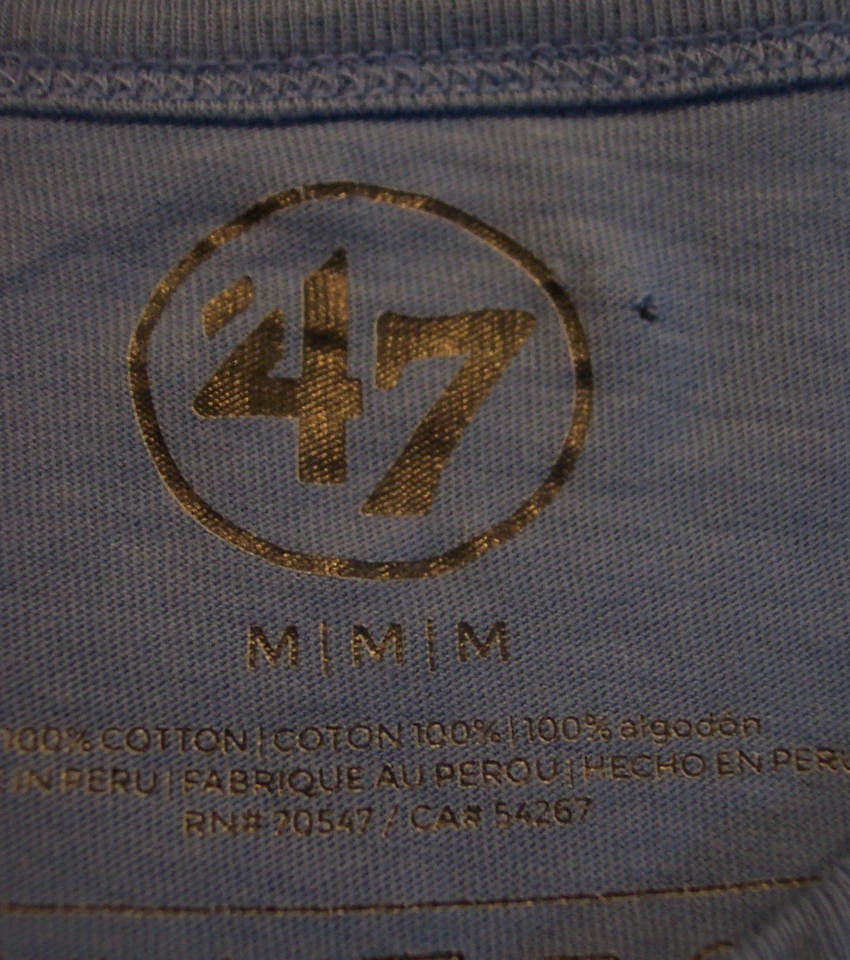 '47
M | M | M
100% COTTON | COTON 100% | 100% algodón
IN PERU | FABRIQUE AU PEROU | HECHO EN PERU
RN# 70547 / CA# 54267